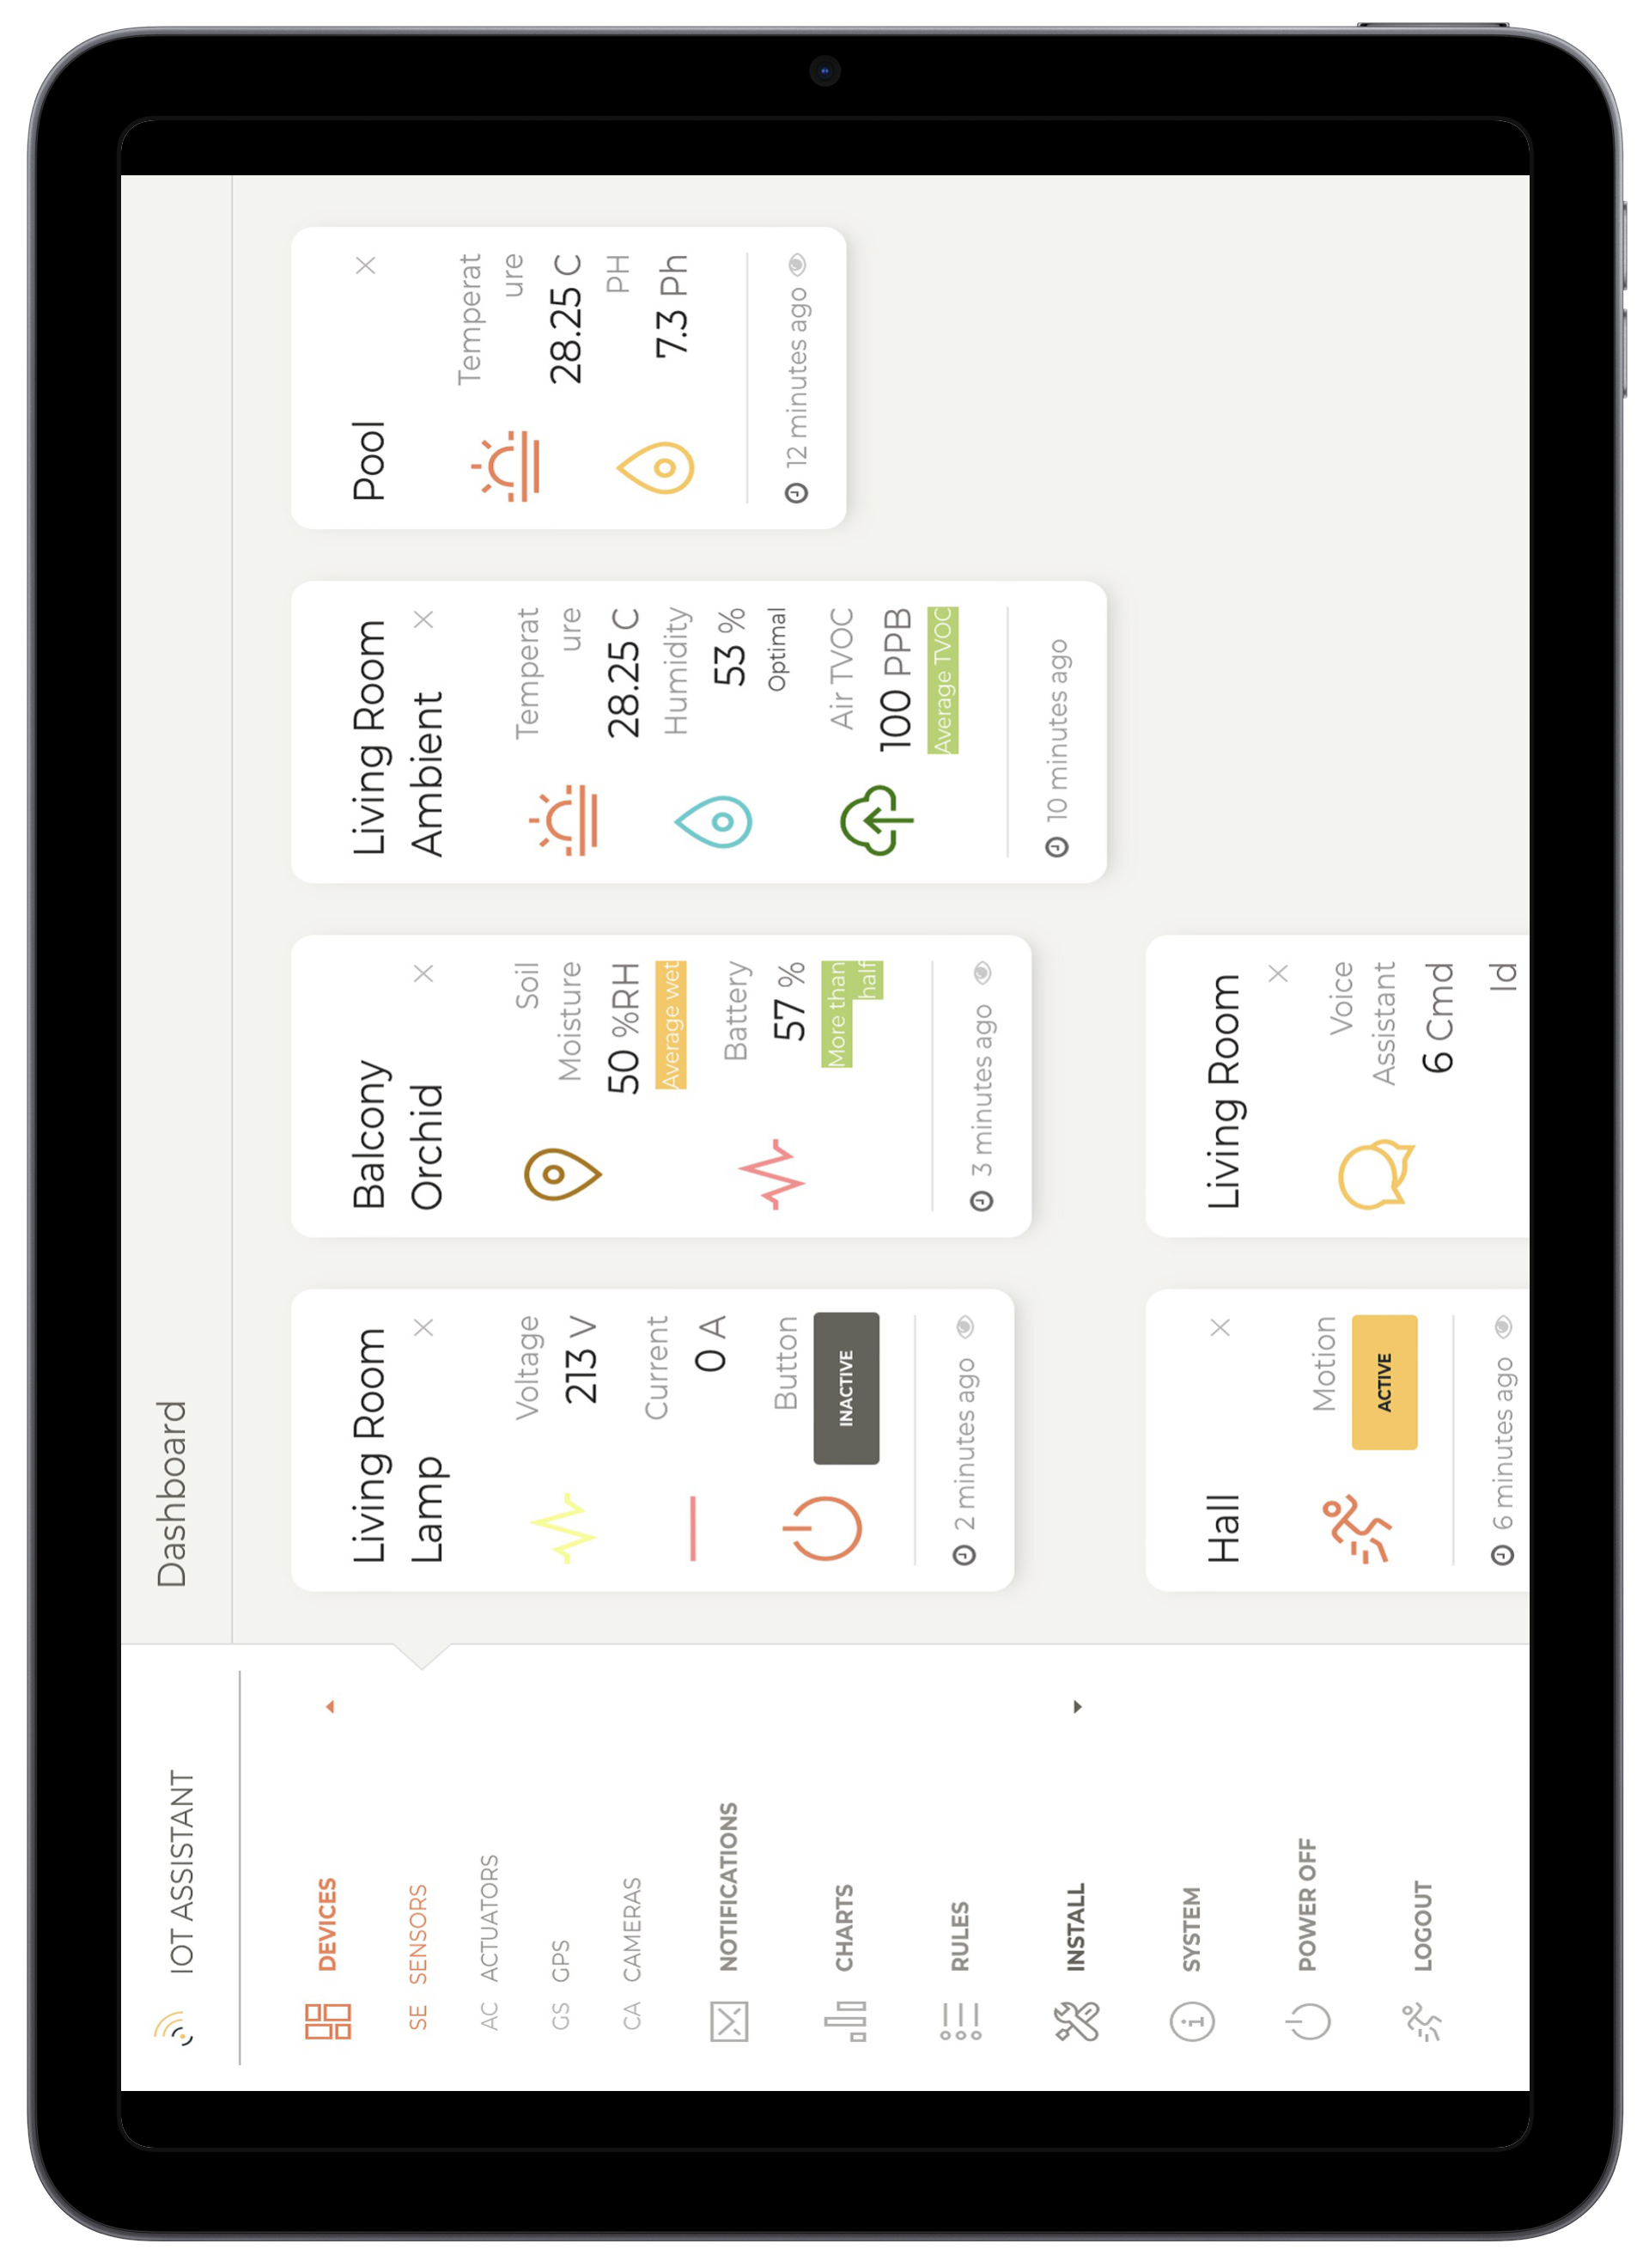 IOT ASSISTANT
DEVICES
SE SENSORS
AC ACTUATORS
GS GPS
CA CAMERAS
NOTIFICATIONS
CHARTS
RULES
INSTALL
SYSTEM
POWER OFF
LOGOUT
Dashboard
Living Room
Lamp
Voltage
213 V
Current
0 A
Button
INACTIVE
2 minutes ago
Balcony
Orchid
Soil
Moisture
50 %RH
Average wet
Battery
57 %
More than
half
3 minutes ago
Living Room
Ambient
Temperat
ure
28.25 C
Humidity
53 %
Optimal
Air TVOC
100 PPB
Average TVOC
10 minutes ago
Pool
Temperat
ure
28.25 C
PH
7.3 Ph
12 minutes ago
Hall
Motion
ACTIVE
6 minutes ago
Living Room
Voice
Assistant
6 Cmd
Id